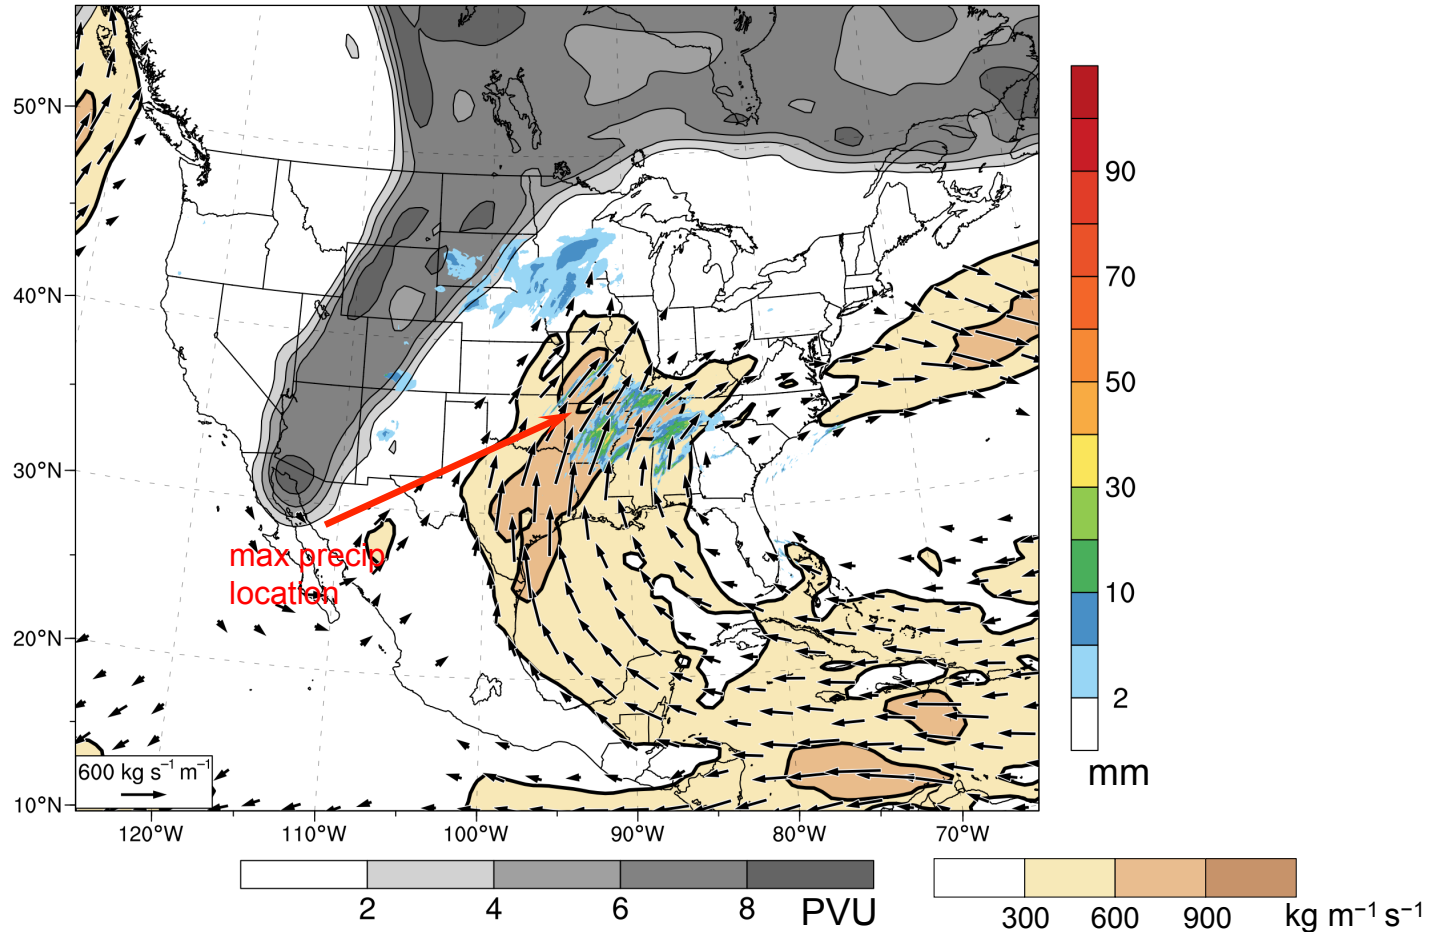 50°N
40°N
30°N
20°N
10°N
max precip
location
600 kg s⁻¹ m⁻¹
120°W 110°W 100°W 90°W 80°W 70°W
90
70
50
30
10
2
mm
2 4 6 8 PVU
300 600 900 kg m⁻¹ s⁻¹